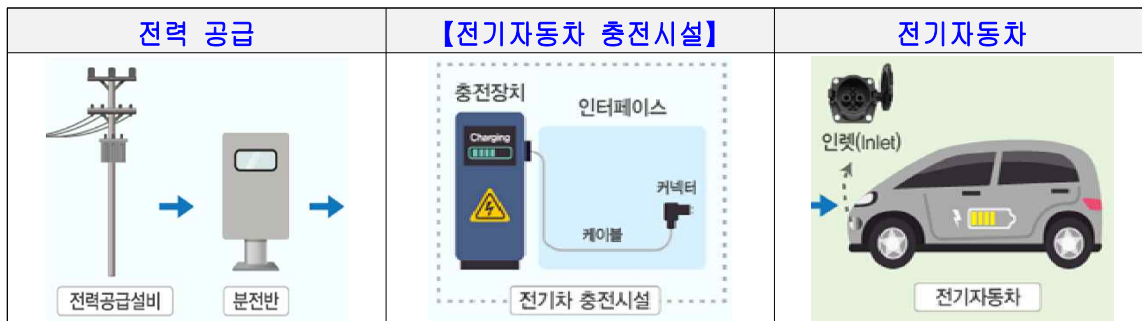 전력 공급
【전기자동차 충전시설】
전기자동차
전력공급설비
분전반
충전장치
Charging
인터페이스
커넥터
케이블
전기차 충전시설
인렛(Inlet)
전기자동차